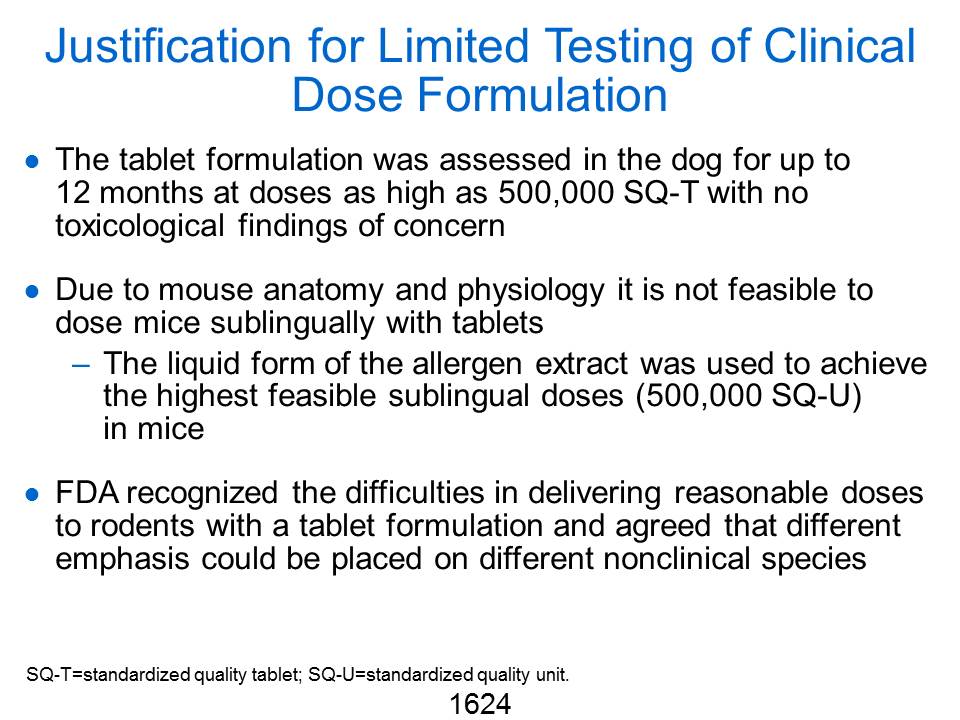 Justification for Limited Testing of Clinical
Dose Formulation
● The tablet formulation was assessed in the dog for up to
12 months at doses as high as 500,000 SQ-T with no
toxicological findings of concern
● Due to mouse anatomy and physiology it is not feasible to
dose mice sublingually with tablets
– The liquid form of the allergen extract was used to achieve
the highest feasible sublingual doses (500,000 SQ-U)
in mice
● FDA recognized the difficulties in delivering reasonable doses
to rodents with a tablet formulation and agreed that different
emphasis could be placed on different nonclinical species
SQ-T=standardized quality tablet; SQ-U=standardized quality unit.
1624